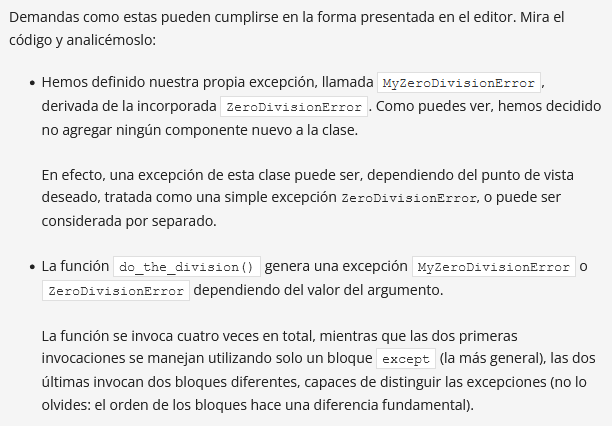 Demandas como estas pueden cumplirse en la forma presentada en el editor. Mira el
código y analicémoslo:
• Hemos definido nuestra propia excepción, llamada MyZeroDivisionError,
derivada de la incorporada ZeroDivisionError. Como puedes ver, hemos decidido
no agregar ningún componente nuevo a la clase.
En efecto, una excepción de esta clase puede ser, dependiendo del punto de vista
deseado, tratada como una simple excepción ZeroDivisionError, o puede ser
considerada por separado.
• La función do_the_division() genera una excepción MyZeroDivisionError o
ZeroDivisionError dependiendo del valor del argumento.
La función se invoca cuatro veces en total, mientras que las dos primeras
invocaciones se manejan utilizando solo un bloque except (la más general), las dos
últimas invocan dos bloques diferentes, capaces de distinguir las excepciones (no lo
olvides: el orden de los bloques hace una diferencia fundamental).